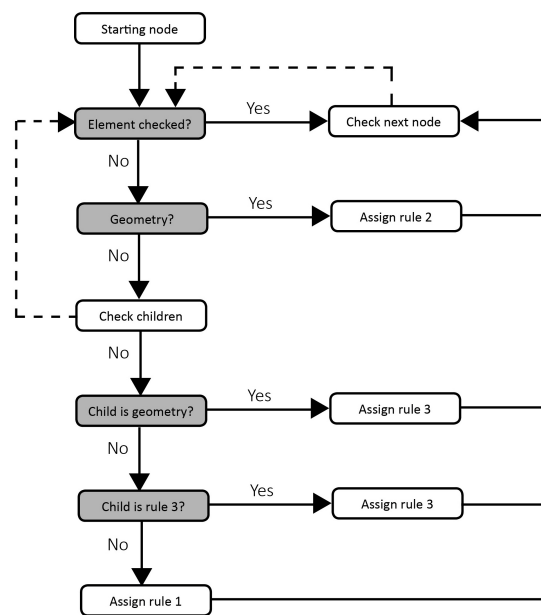 Starting node
Element checked?
Yes
Check next node
No
Geometry?
Yes
Assign rule 2
No
Check children
No
Child is geometry?
Yes
Assign rule 3
No
Child is rule 3?
Yes
Assign rule 3
No
Assign rule 1